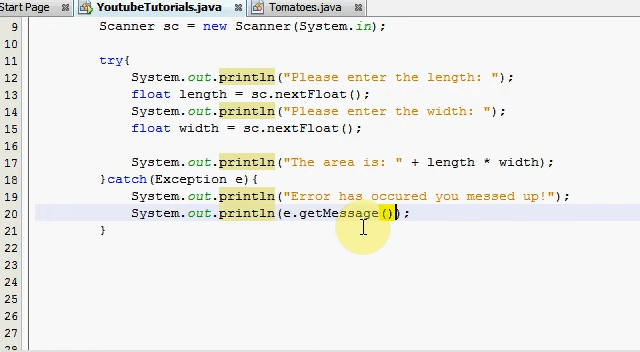 Start Page YoutubeTutorials.java Tomatoes.java
9 Scanner sc = new Scanner(System.in);
10
11 try{
12 System.out.println("Please enter the length: ");
13 float length = sc.nextFloat();
14 System.out.println("Please enter the width: ");
15 float width = sc.nextFloat();
16
17 System.out.println("The area is: " + length * width);
18 }catch(Exception e){
19 System.out.println("Error has occured you messed up!");
20 System.out.println(e.getMessage());
21 }
22
23
24
25
26
27
28